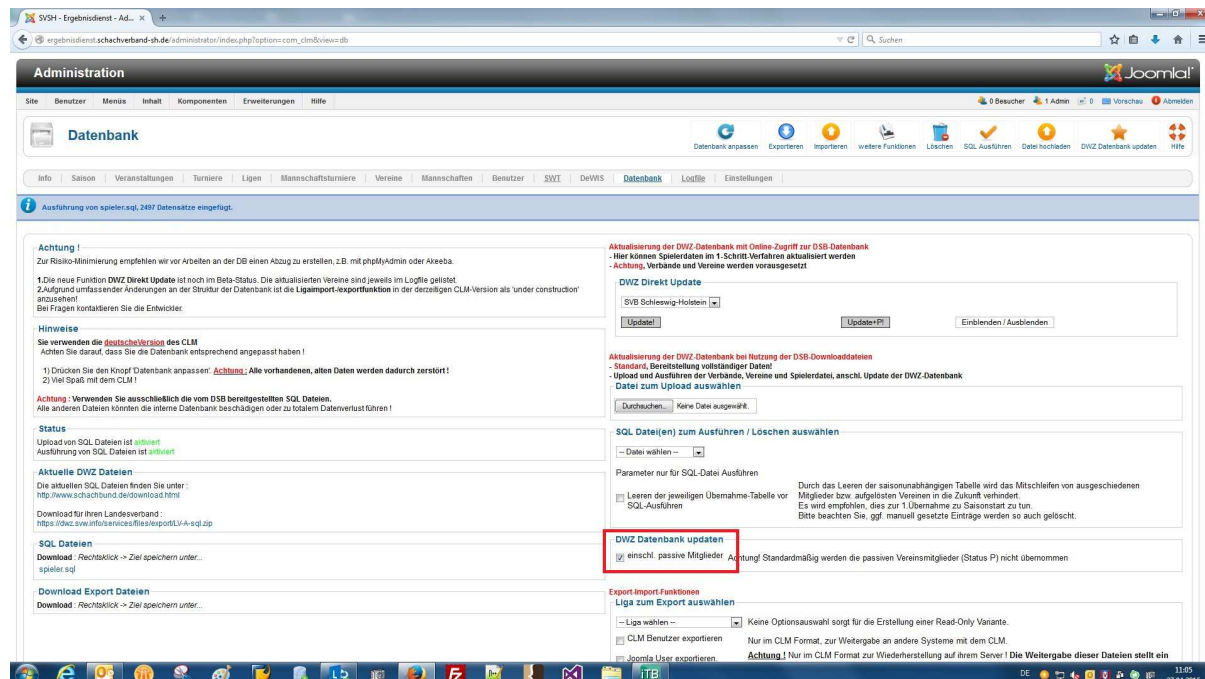 SVSH - Ergebnisdienst - Ad...
ergebnisdienst.schachverband-sh.de/administrator/index.php?option=com_clm&view=db
Suchen
Administration
Joomla!
Site Benutzer Menüs Inhalt Komponenten Erweiterungen Hilfe
0 Besucher 1 Admin 0 Vorschau Abmelden
Datenbank
Datenbank anpassen Exportieren Importieren weitere Funktionen Löschen SQL Ausführen Datei hochladen DWZ Datenbank updaten Hilfe
Info Saison Veranstaltungen Turniere Ligen Mannschaftsturniere Vereine Mannschaften Benutzer SWT DeWIS Datenbank Logfile Einstellungen
Ausführung von spieler.sql, 2497 Datensätze eingefügt.
Achtung !
Zur Risiko-Minimierung empfehlen wir vor Arbeiten an der DB einen Abzug zu erstellen, z.B. mit phpMyAdmin oder Akeeba.
1.Die neue Funktion DWZ Direkt Update ist noch im Beta-Status. Die aktualisierten Vereine sind jeweils im Logfile gelistet.
2.Aufgrund umfassender Änderungen an der Struktur der Datenbank ist die Ligaimport-/exportfunktion in der derzeitigen CLM-Version als 'under construction'
anzusehen!
Bei Fragen kontaktieren Sie die Entwickler.
Hinweise
Sie verwenden die deutscheVersion des CLM
Achten Sie darauf, dass Sie die Datenbank entsprechend angepasst haben !
1) Drücken Sie den Knopf 'Datenbank anpassen'. Achtung : Alle vorhandenen, alten Daten werden dadurch zerstört !
2) Viel Spaß mit dem CLM !
Achtung : Verwenden Sie ausschließlich die vom DSB bereitgestellten SQL Dateien.
Alle anderen Dateien könnten die interne Datenbank beschädigen oder zu totalem Datenverlust führen !
Status
Upload von SQL Dateien ist aktiviert
Ausführung von SQL Dateien ist aktiviert
Aktuelle DWZ Dateien
Die aktuellen SQL Dateien finden Sie unter :
http://www.schachbund.de/download.html
Download für ihren Landesverband :
https://dwz.svw.info/services/files/export/LV-A-sql.zip
SQL Dateien
Download : Rechtsklick -> Ziel speichern unter...
spieler.sql
Download Export Dateien
Download : Rechtsklick -> Ziel speichern unter...
Aktualisierung der DWZ-Datenbank mit Online-Zugriff zur DSB-Datenbank
- Hier können Spielerdaten im 1-Schritt-Verfahren aktualisiert werden
- Achtung, Verbände und Vereine werden vorausgesetzt
DWZ Direkt Update
SVB Schleswig-Holstein
Update! Update+P! Einblenden / Ausblenden
Aktualisierung der DWZ-Datenbank bei Nutzung der DSB-Downloaddateien
- Standard, Bereitstellung vollständiger Daten!
- Upload und Ausführen der Verbände, Vereine und Spielerdatei, anschl. Update der DWZ-Datenbank
Datei zum Upload auswählen
Durchsuchen... Keine Datei ausgewählt.
SQL Datei(en) zum Ausführen / Löschen auswählen
-- Datei wählen --
Parameter nur für SQL-Datei Ausführen
Leeren der jeweiligen Übernahme-Tabelle vor
SQL-Ausführen
Durch das Leeren der saisonunabhängigen Tabelle wird das Mitschleifen von ausgeschiedenen
Mitglieder bzw. aufgelösten Vereinen in die Zukunft verhindert.
Es wird empfohlen, dies zur 1.Übernahme zu Saisonstart zu tun.
Bitte beachten Sie, ggf. manuell gesetzte Einträge werden so auch gelöscht.
DWZ Datenbank updaten
einschl. passive Mitglieder Achtung! Standardmäßig werden die passiven Vereinsmitglieder (Status P) nicht übernommen
Export-Import-Funktionen
Liga zum Export auswählen
-- Liga wählen -- Keine Optionsauswahl sorgt für die Erstellung einer Read-Only Variante.
CLM Benutzer exportieren Nur im CLM Format, zur Weitergabe an andere Systeme mit dem CLM.
Joomla User exportieren. Achtung ! Nur im CLM Format zur Wiederherstellung auf ihrem Server ! Die Weitergabe dieser Dateien stellt ein
DE 11:05